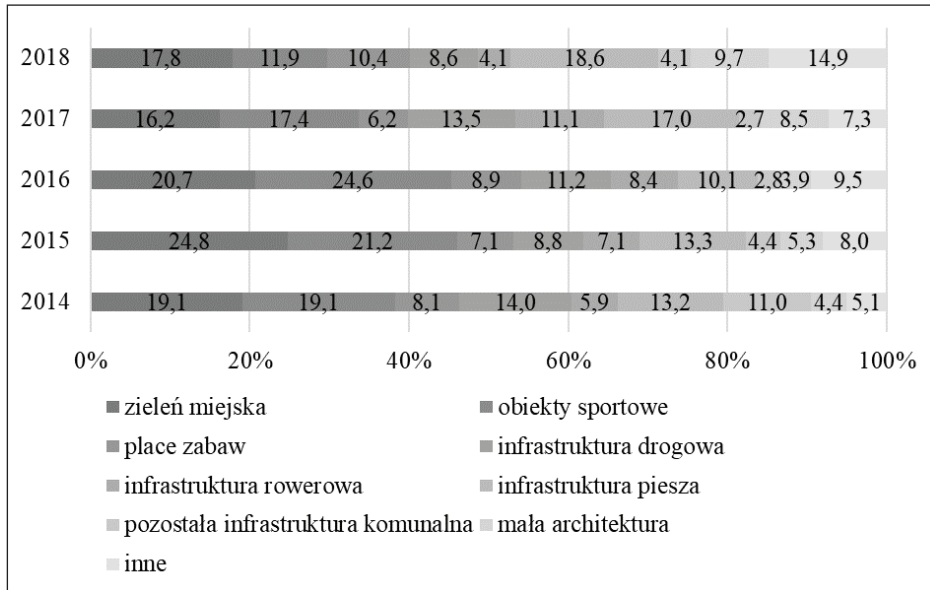 2018 17,8 11,9 10,4 8,6 4,1 18,6 4,1 9,7 14,9
2017 16,2 17,4 6,2 13,5 11,1 17,0 2,7 8,5 7,3
2016 20,7 24,6 8,9 11,2 8,4 10,1 2,8 3,9 9,5
2015 24,8 21,2 7,1 8,8 7,1 13,3 4,4 5,3 8,0
2014 19,1 19,1 8,1 14,0 5,9 13,2 11,0 4,4 5,1
0% 20% 40% 60% 80% 100%
zieleń miejska obiekty sportowe
place zabaw infrastruktura drogowa
infrastruktura rowerowa infrastruktura piesza
pozostała infrastruktura komunalna mała architektura
inne